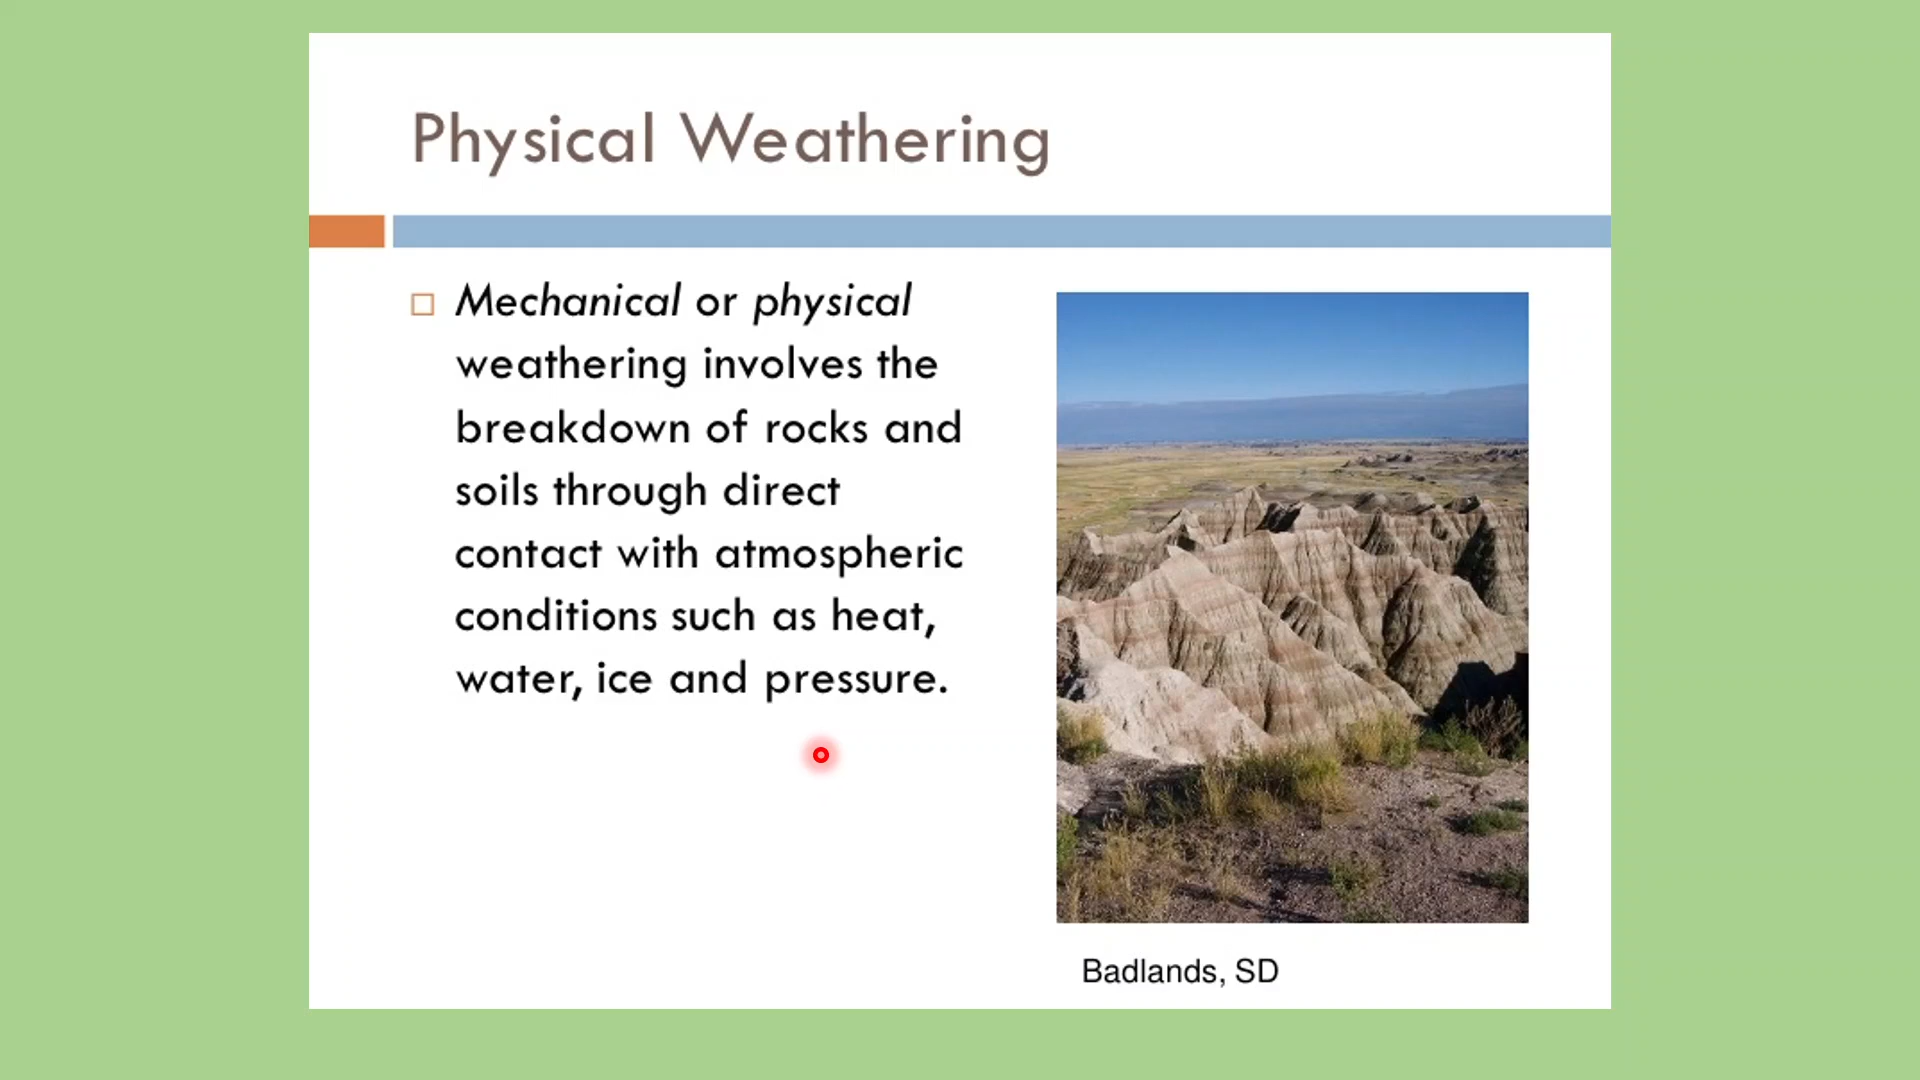 Physical Weathering
Mechanical or physical
weathering involves the
breakdown of rocks and
soils through direct
contact with atmospheric
conditions such as heat,
water, ice and pressure.
Badlands, SD